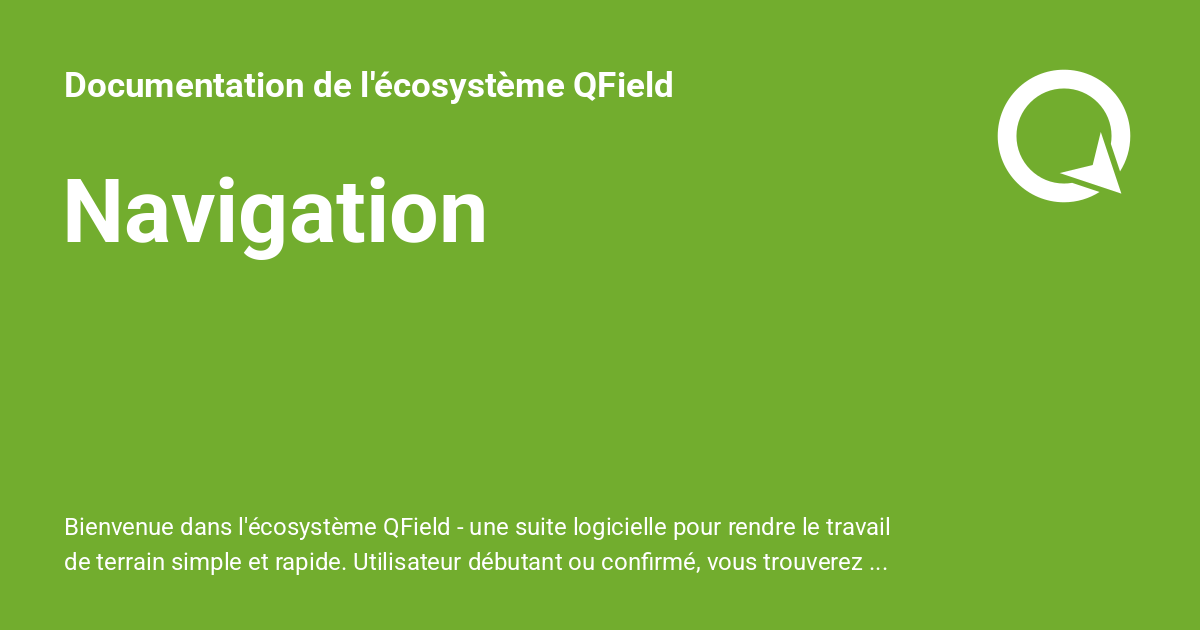 Documentation de l'écosystème QField
Navigation
Bienvenue dans l'écosystème QField - une suite logicielle pour rendre le travail
de terrain simple et rapide. Utilisateur débutant ou confirmé, vous trouverez ...